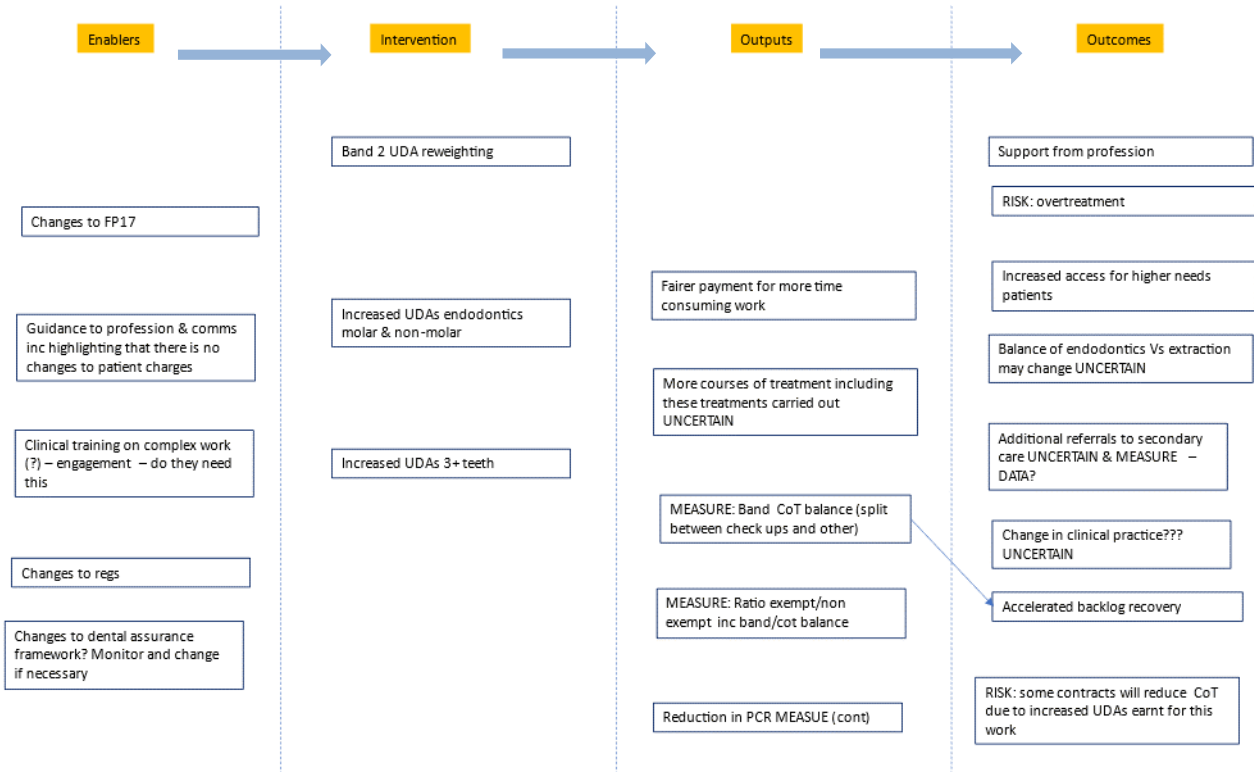 Enablers
Intervention
Outputs
Outcomes
Changes to FP17
Guidance to profession & comms
inc highlighting that there is no
changes to patient charges
Clinical training on complex work
(?) – engagement – do they need
this
Changes to regs
Changes to dental assurance
framework? Monitor and change
if necessary
Band 2 UDA reweighting
Increased UDAs endodontics
molar & non-molar
Increased UDAs 3+ teeth
Fairer payment for more time
consuming work
More courses of treatment including
these treatments carried out
UNCERTAIN
MEASURE: Band CoT balance (split
between check ups and other)
MEASURE: Ratio exempt/non
exempt inc band/cot balance
Reduction in PCR MEASUE (cont)
Support from profession
RISK: overtreatment
Increased access for higher needs
patients
Balance of endodontics Vs extraction
may change UNCERTAIN
Additional referrals to secondary
care UNCERTAIN & MEASURE –
DATA?
Change in clinical practice???
UNCERTAIN
Accelerated backlog recovery
RISK: some contracts will reduce CoT
due to increased UDAs earnt for this
work